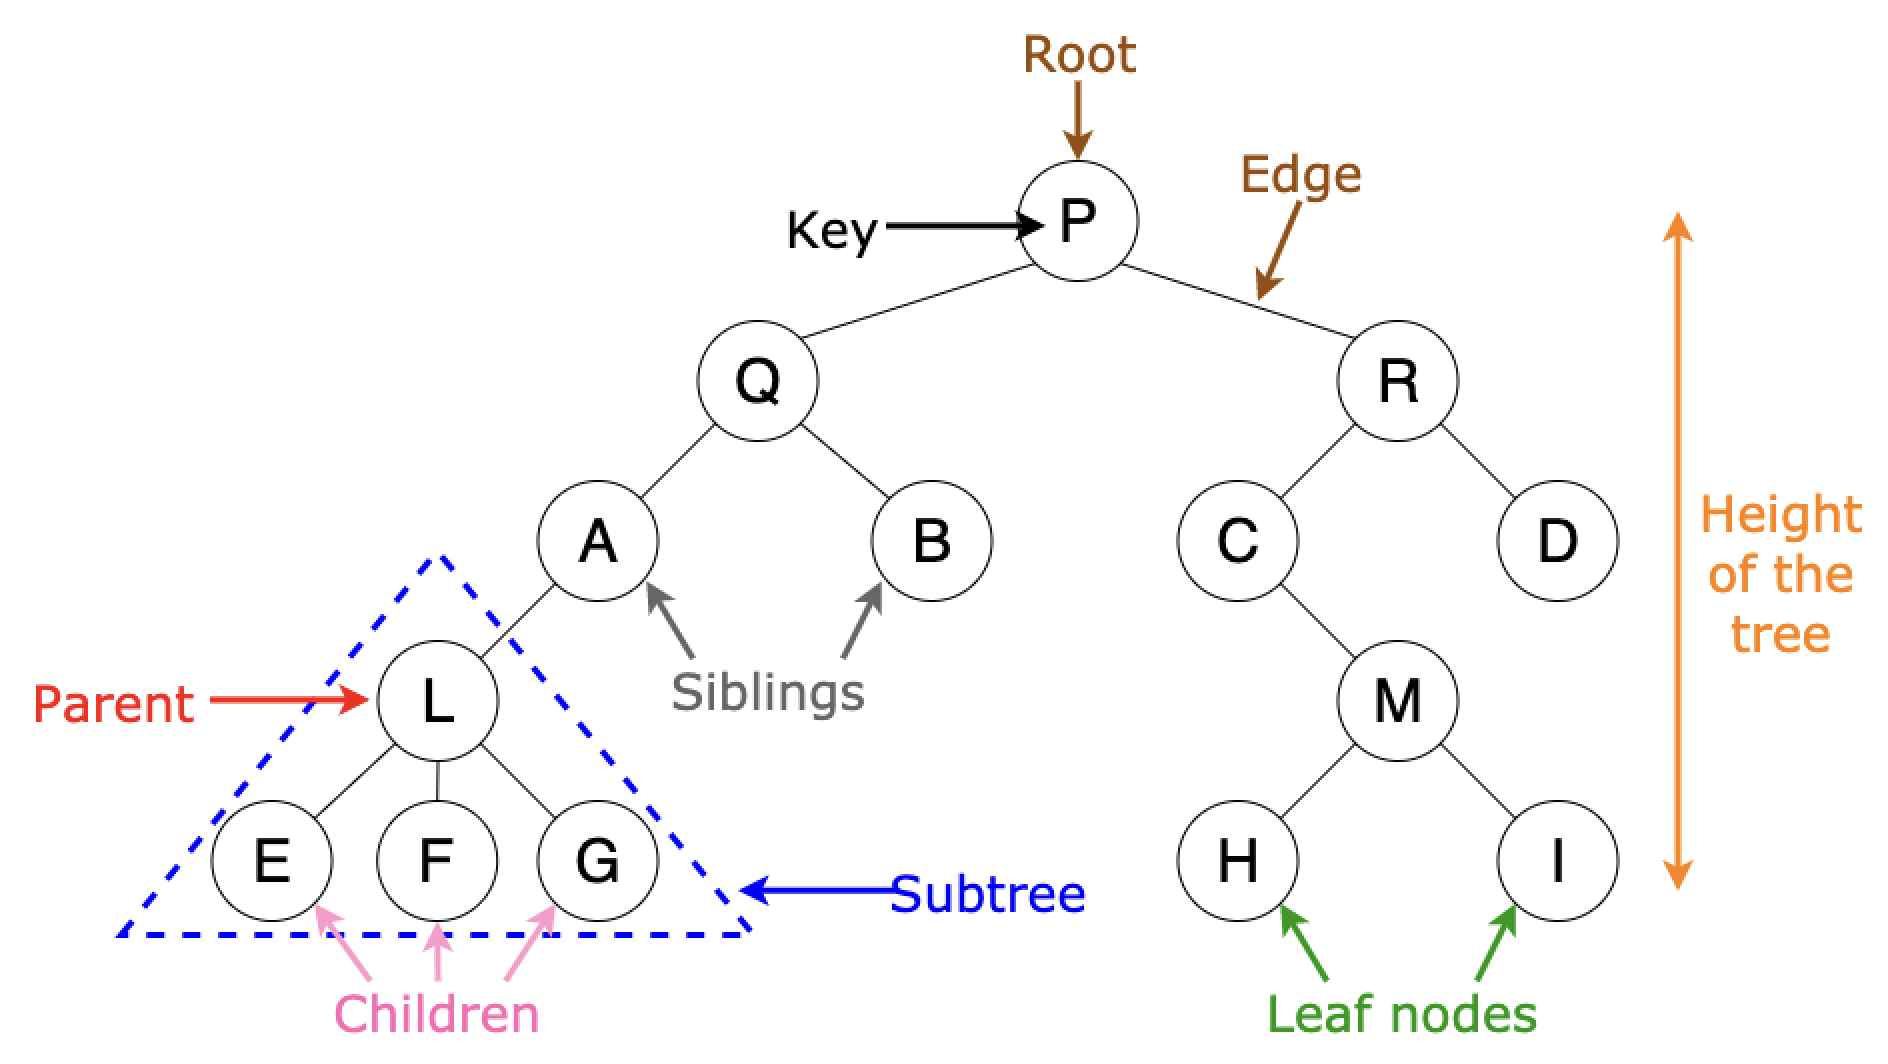 Root
Edge
Key
P
Q
R
A
B
C
D
Height
of the
tree
Parent
L
Siblings
M
E
F
G
H
I
Subtree
Children
Leaf nodes